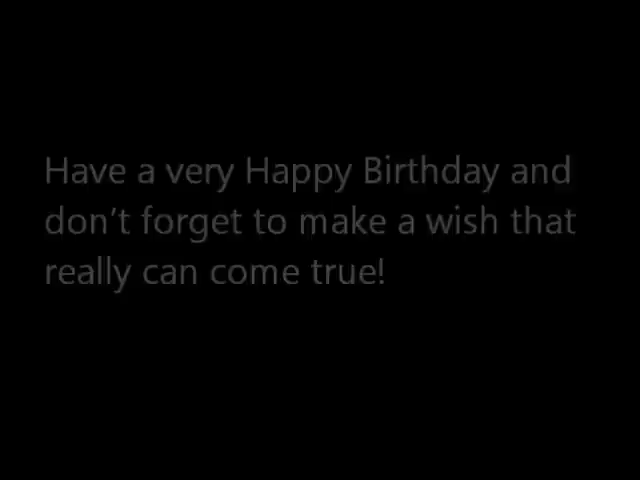 Have a very Happy Birthday and
don’t forget to make a wish that
really can come true!